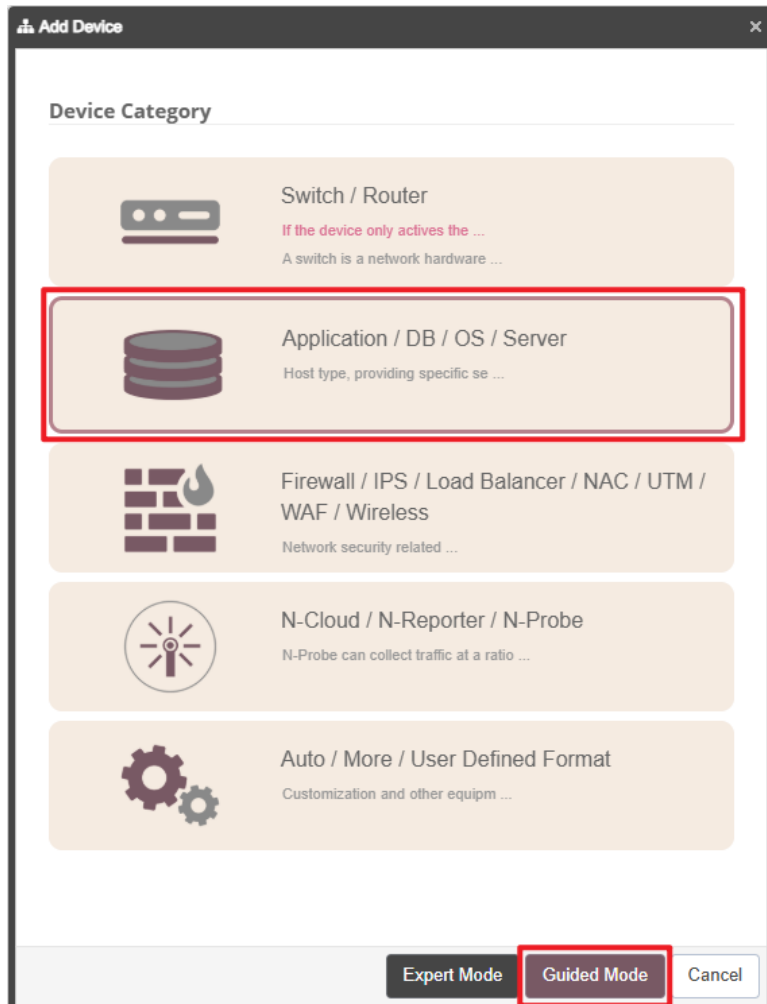 Add Device
×
Device Category
Switch / Router
If the device only actives the ...
A switch is a network hardware ...
Application / DB / OS / Server
Host type, providing specific se ...
Firewall / IPS / Load Balancer / NAC / UTM /
WAF / Wireless
Network security related ...
N-Cloud / N-Reporter / N-Probe
N-Probe can collect traffic at a ratio ...
Auto / More / User Defined Format
Customization and other equipm ...
Expert Mode
Guided Mode
Cancel